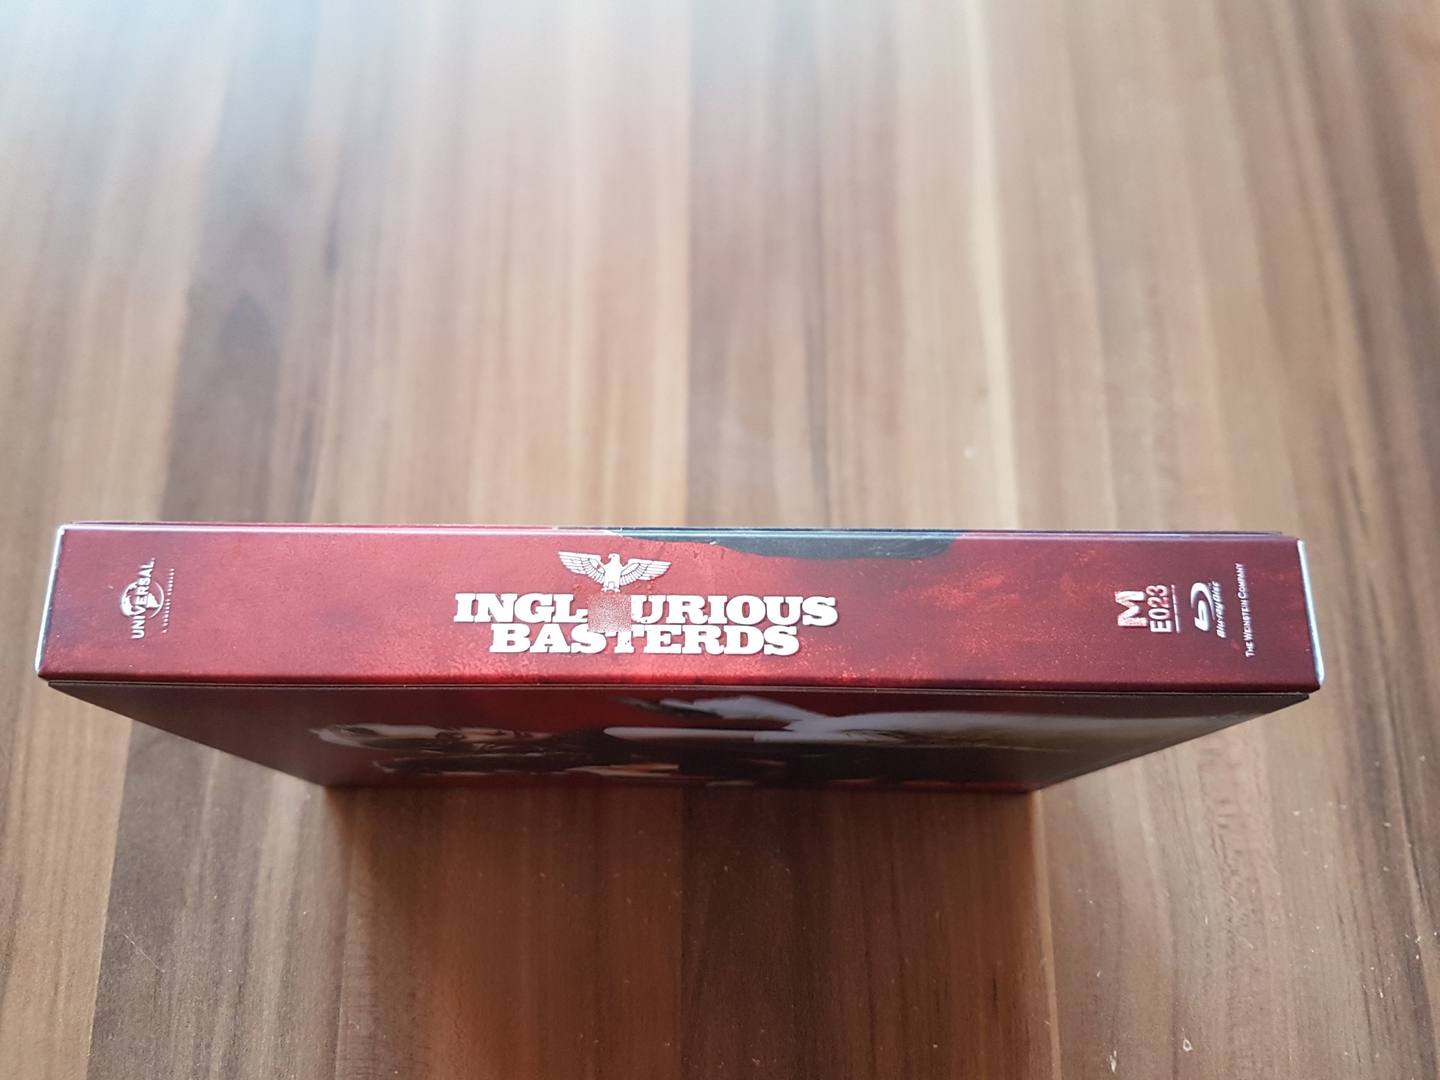 UNIVERSAL
INGL URIOUS
BASTERDS
M
E023
Blu-ray Disc
THE WEINSTEIN COMPANY